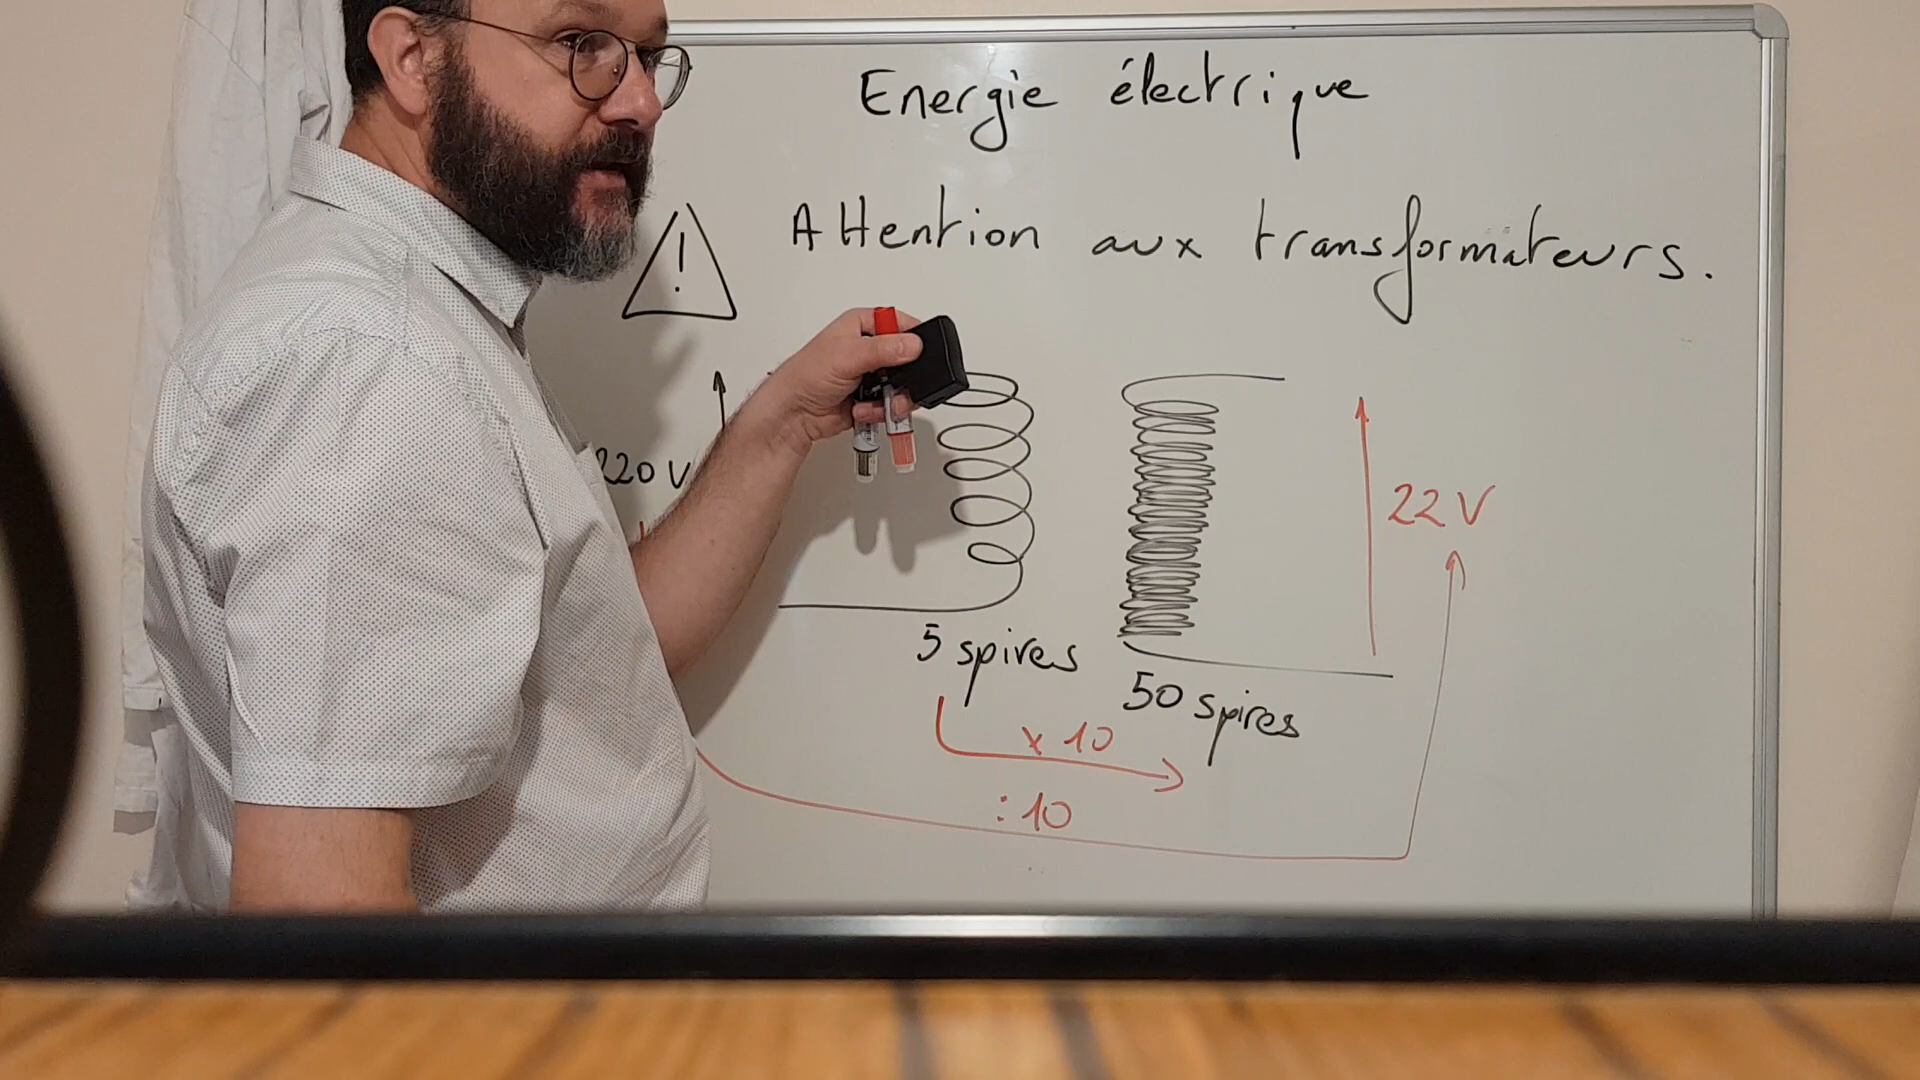 Energie électrique
! Attention aux transformateurs.
220 V
22 V
5 spires
50 spires
x 10
: 10